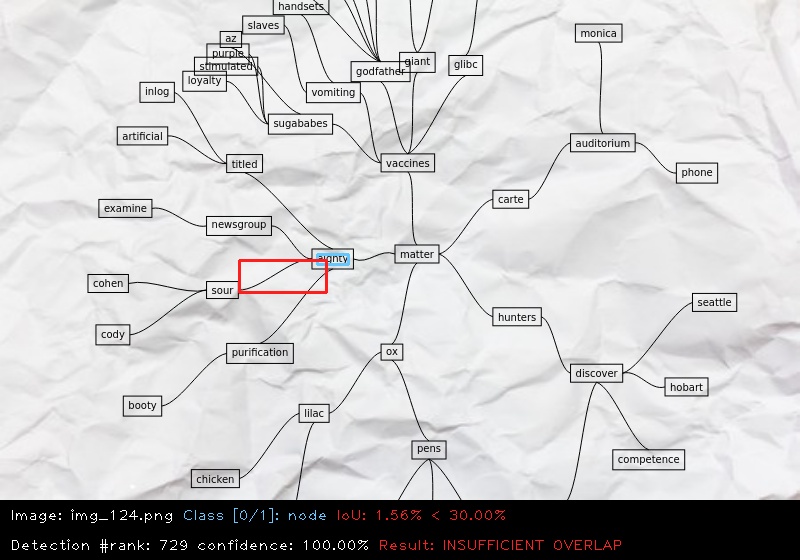 handsets
slaves
az
purple
stimulated
loyalty
inlog
godfather
giant
glibc
monica
vomiting
artificial
sugababes
titled
vaccines
auditorium
phone
carte
examine
newsgroup
matter
eighty
cohen
sour
seattle
hunters
cody
purification
ox
discover
hobart
booty
lilac
pens
competence
chicken
Image: img_124.png Class [0/1]: node IoU: 1.56% < 30.00%
Detection #rank: 729 confidence: 100.00% Result: INSUFFICIENT OVERLAP